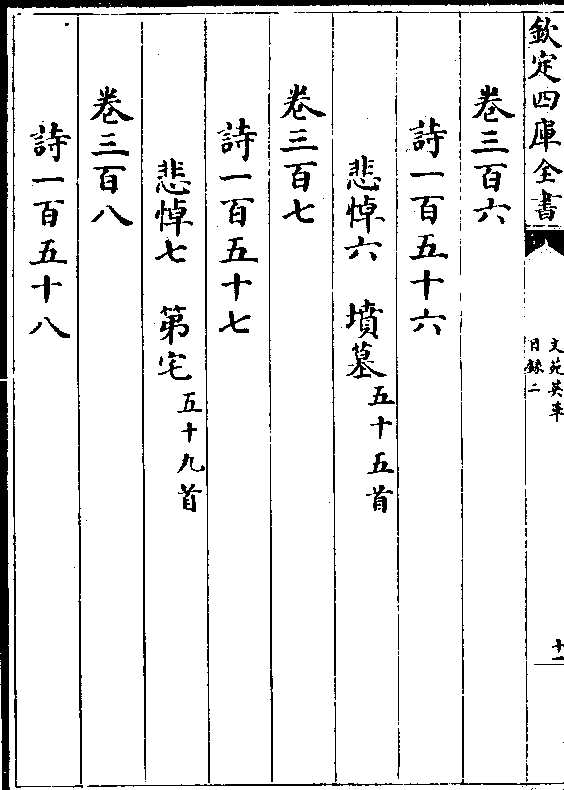 欽定四庫全書
文苑英華
目録二
十一
卷三百六
詩一百五十六
悲悼六　墳墓五十五首
卷三百七
詩一百五十七
悲悼七　第宅五十九首
卷三百八
詩一百五十八